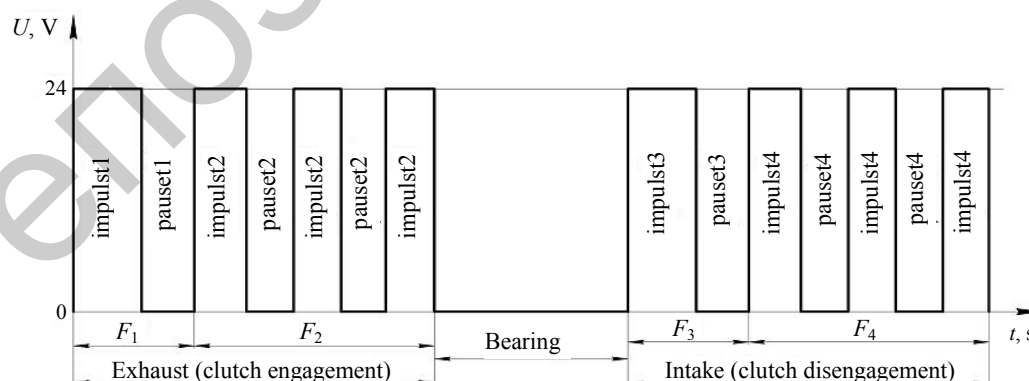 U, V
24
impulst1
pauset1
impulst2
pauset2
impulst2
pauset2
impulst2
impulst3
pauset3
impulst4
pauset4
impulst4
pauset4
impulst4
0
F1
F2
Bearing
F3
F4
t, s
Exhaust (clutch engagement)
Intake (clutch disengagement)
епоз